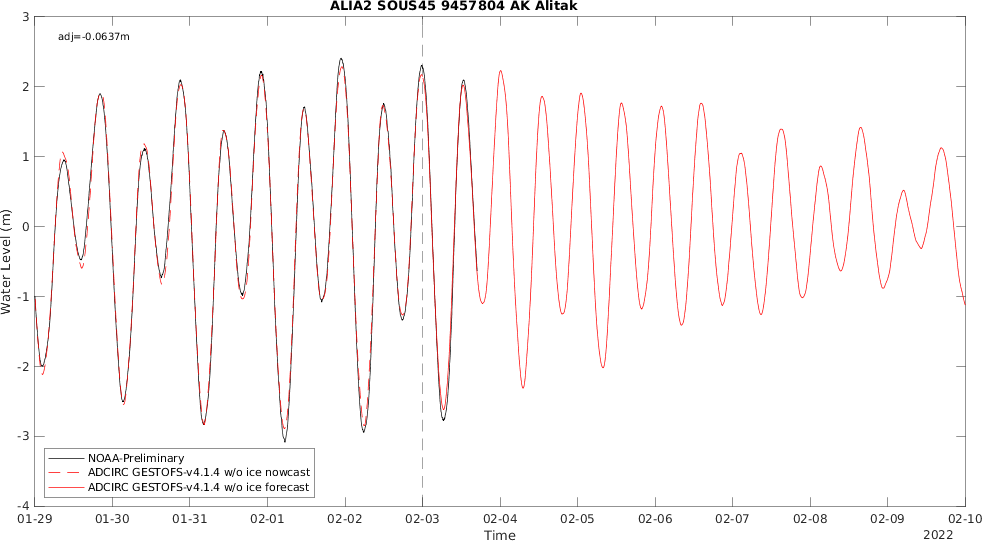 ALIA2 SOUS45 9457804 AK Alitak
adj=-0.0637m
3
2
1
0
-1
-2
-3
-4
Water Level (m)
NOAA-Preliminary
ADCIRC GESTOFS-v4.1.4 w/o ice nowcast
ADCIRC GESTOFS-v4.1.4 w/o ice forecast
01-29 01-30 01-31 02-01 02-02 02-03 02-04 02-05 02-06 02-07 02-08 02-09 02-10
Time
2022